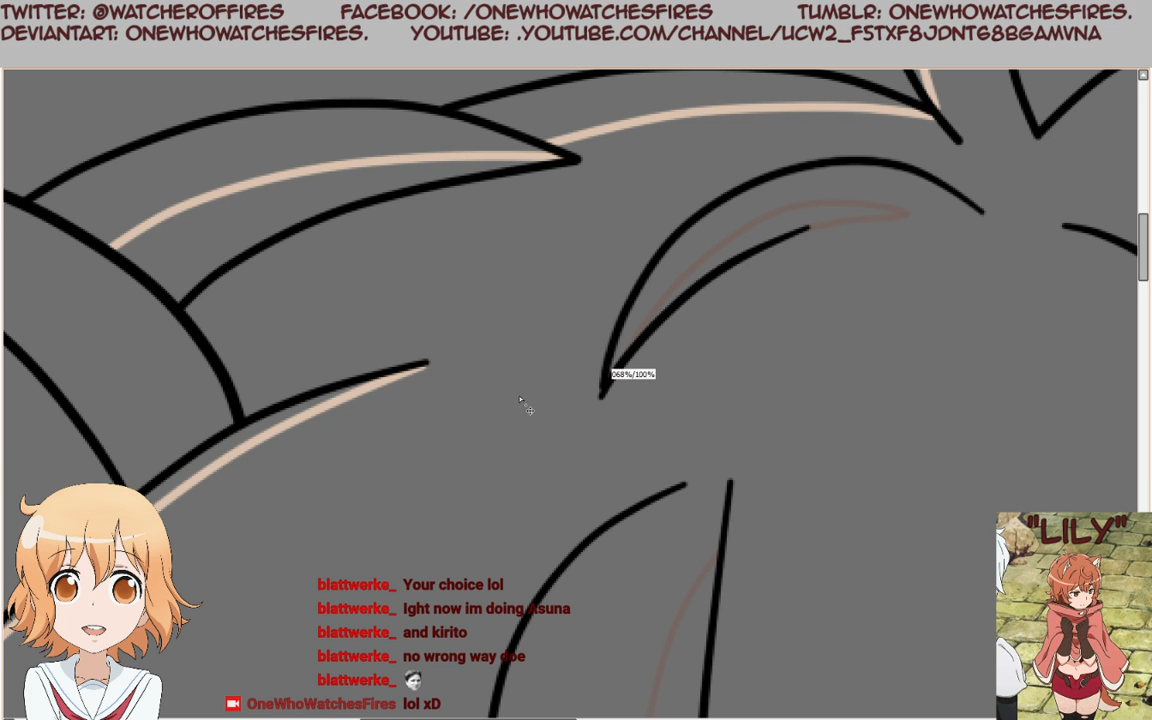 TWITTER: @WATCHEROFFIRES FACEBOOK: /ONEWHOWATCHESFIRES TUMBLR: ONEWHOWATCHESFIRES.
DEVIANTART: ONEWHOWATCHESFIRES. YOUTUBE: .YOUTUBE.COM/CHANNEL/UCW2_F5TXF8JDNTG8BGAMVNA
068%/100%
"LILY"
blattwerke_ Your choice lol
blattwerke_ Ight now im doing Asuna
blattwerke_ and kirito
blattwerke_ no wrong way doe
blattwerke_
OneWhoWatchesFires lol xD